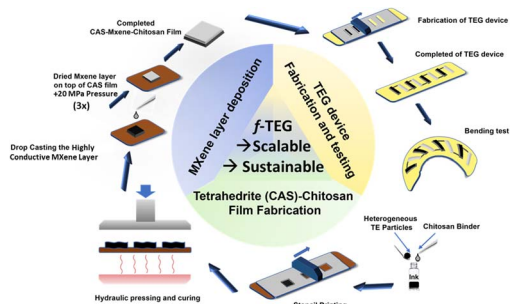 Completed
CAS-Mxene-Chitosan Film
Fabrication of TEG device
Dried Mxene layer
on top of CAS film
+20 MPa Pressure
(3x)
Completed of TEG device
Drop Casting the Highly
Conductive MXene Layer
Bending test
MXene layer deposition
TEG device
Fabrication and testing
f-TEG
→Scalable
→ Sustainable
Tetrahedrite (CAS)-Chitosan
Film Fabrication
Heterogeneous
TE Particles
Chitosan Binder
Ink
Hydraulic pressing and curing
Stencil Printing